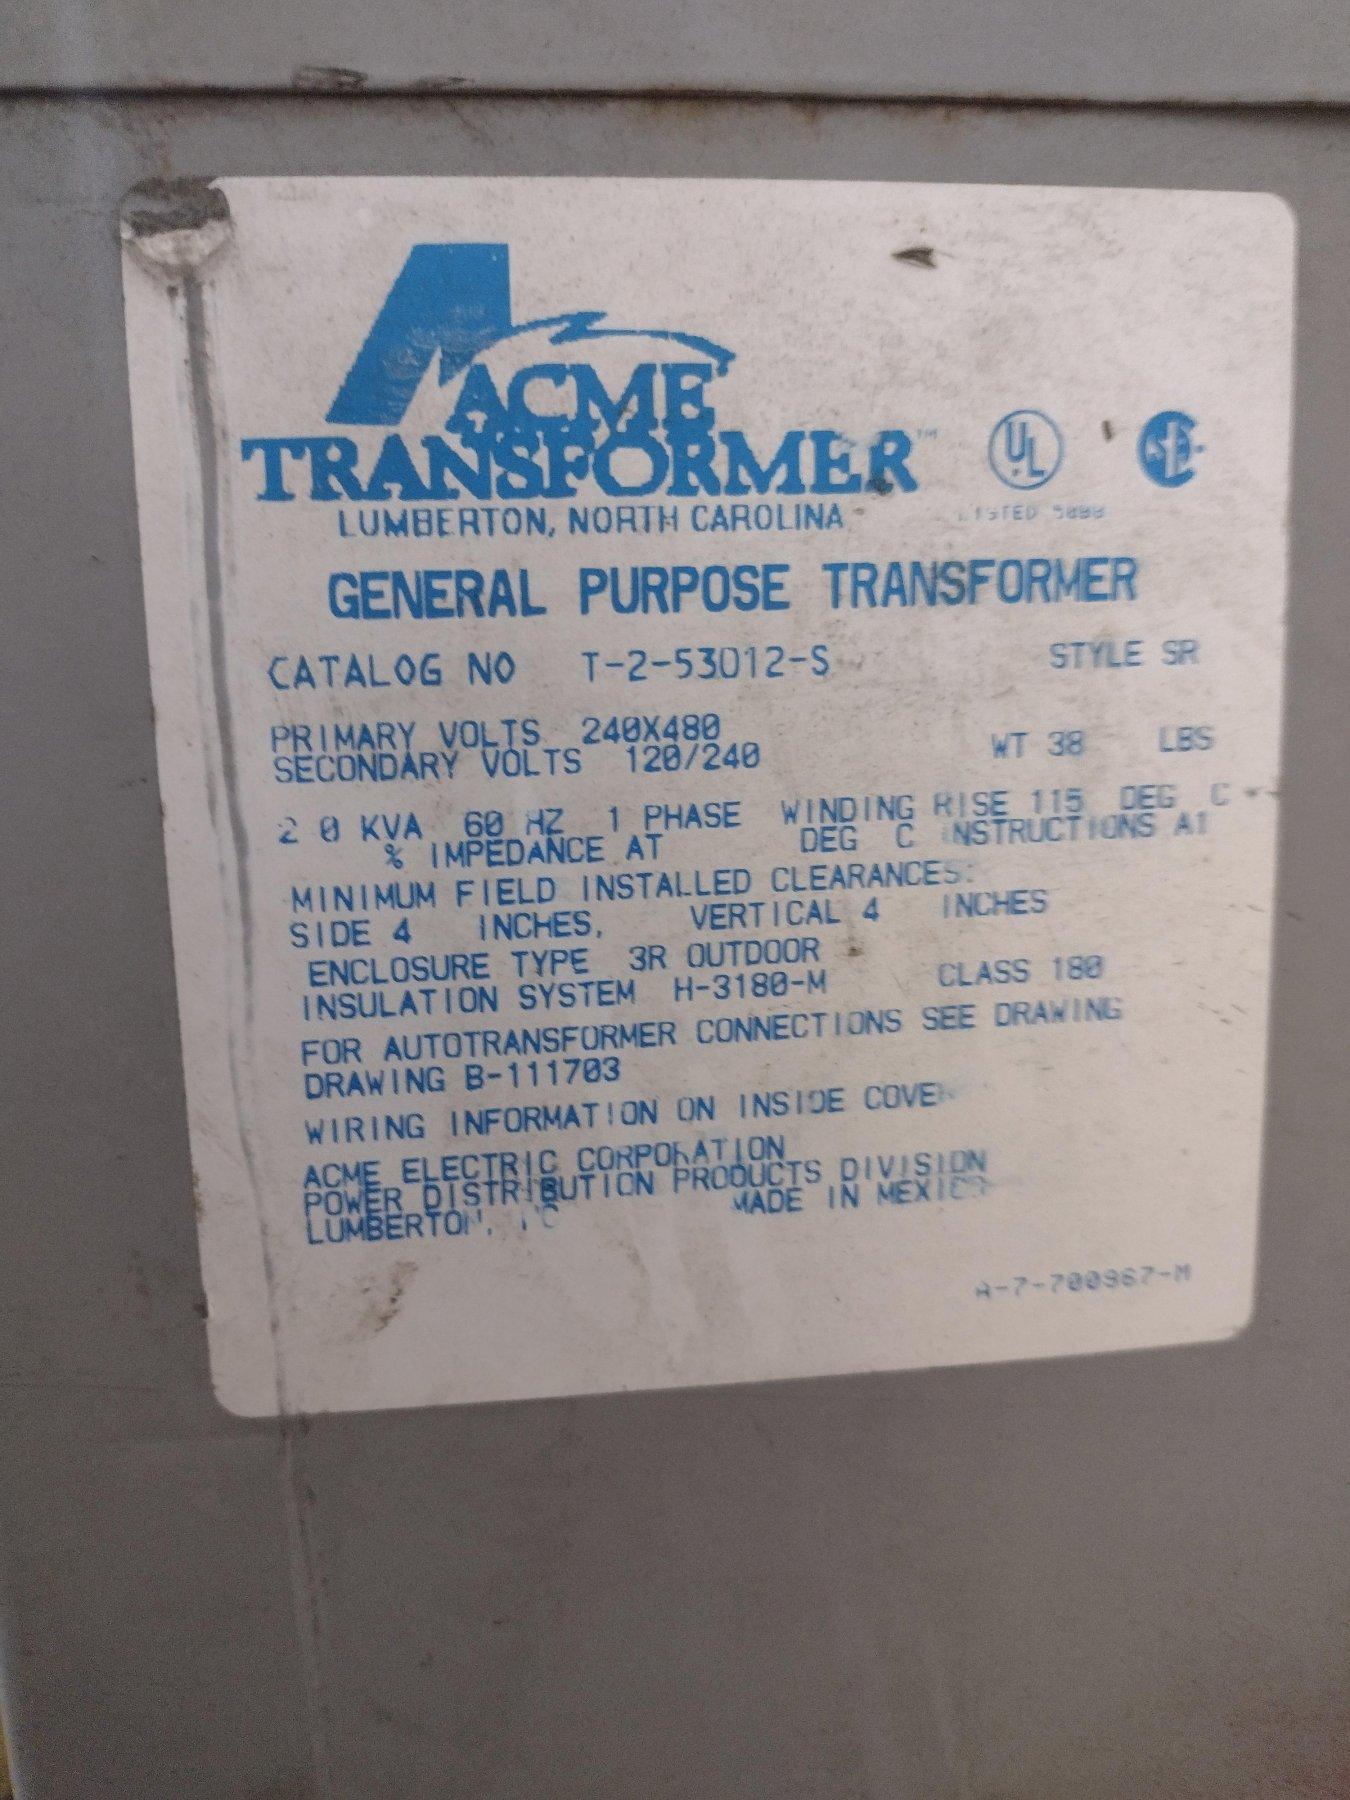 ACME
TRANSFORMER™
LUMBERTON, NORTH CAROLINA
UL
LISTED
GENERAL PURPOSE TRANSFORMER
CATALOG NO T-2-53012-S STYLE SR
PRIMARY VOLTS 240X480
SECONDARY VOLTS 120/240 WT 38 LBS
2 0 KVA 60 HZ 1 PHASE WINDING RISE 115 DEG C
% IMPEDANCE AT DEG C INSTRUCTIONS A1
MINIMUM FIELD INSTALLED CLEARANCES:
SIDE 4 INCHES, VERTICAL 4 INCHES
ENCLOSURE TYPE 3R OUTDOOR
INSULATION SYSTEM H-3180-M CLASS 180
FOR AUTOTRANSFORMER CONNECTIONS SEE DRAWING
DRAWING B-111703
WIRING INFORMATION ON INSIDE COVER
ACME ELECTRIC CORPORATION
POWER DISTRIBUTION PRODUCTS DIVISION
LUMBERTON, NC MADE IN MEXICO
A-7-700967-M